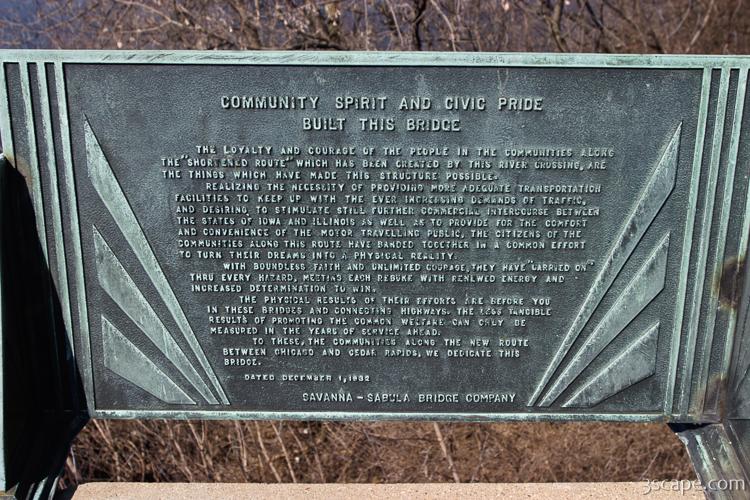 COMMUNITY SPIRIT AND CIVIC PRIDE
BUILT THIS BRIDGE
THE LOYALTY AND COURAGE OF THE PEOPLE IN THE COMMUNITIES ALONG
THE "SHORTENED ROUTE" WHICH HAS BEEN CREATED BY THIS RIVER CROSSING, ARE
THE THINGS WHICH HAVE MADE THIS STRUCTURE POSSIBLE.
REALIZING THE NECESSITY OF PROVIDING MORE ADEQUATE TRANSPORTATION
FACILITIES TO KEEP UP WITH THE EVER INCREASING DEMANDS OF TRAFFIC,
AND DESIRING TO STIMULATE STILL FURTHER COMMERCIAL INTERCOURSE BETWEEN
THE STATES OF IOWA AND ILLINOIS AS WELL AS TO PROVIDE FOR THE COMFORT
AND CONVENIENCE OF THE MOTOR TRAVELLING PUBLIC, THE CITIZENS OF THE
COMMUNITIES ALONG THIS ROUTE HAVE BANDED TOGETHER IN A COMMON EFFORT
TO TURN THEIR DREAMS INTO A PHYSICAL REALITY.
WITH BOUNDLESS FAITH AND UNLIMITED COURAGE, THEY HAVE "CARRIED ON"
THRU EVERY HAZARD, MEETING EACH REBUKE WITH RENEWED ENERGY AND
INCREASED DETERMINATION TO WIN.
THE PHYSICAL RESULTS OF THEIR EFFORTS ARE BEFORE YOU
IN THESE BRIDGES AND CONNECTING HIGHWAYS. THE LESS TANGIBLE
RESULTS OF PROMOTING THE COMMON WELFARE CAN ONLY BE
MEASURED IN THE YEARS OF SERVICE AHEAD.
TO THESE, THE COMMUNITIES ALONG THE NEW ROUTE
BETWEEN CHICAGO AND CEDAR RAPIDS, WE DEDICATE THIS
BRIDGE.
DATED DECEMBER 1, 1932
SAVANNA - SABULA BRIDGE COMPANY
3scape.com